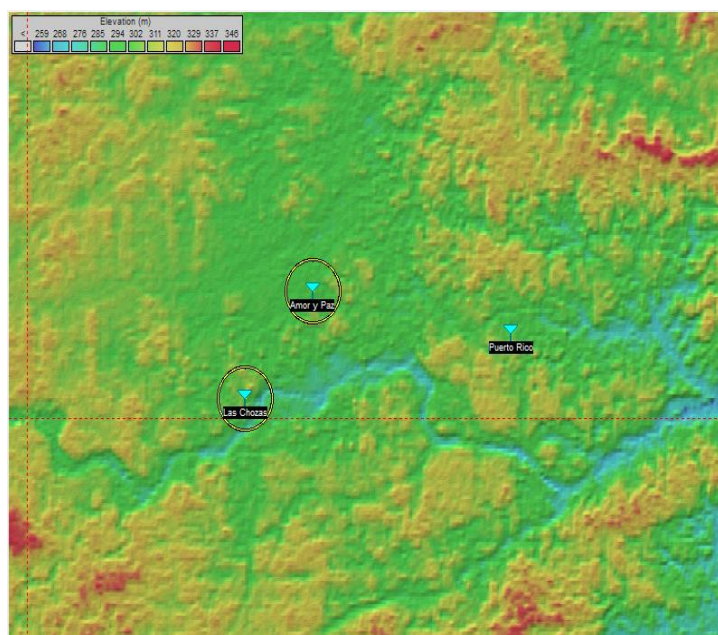 Elevation (m)
< 259 268 276 285 294 302 311 320 329 337 346
Amor y Paz
Puerto Rico
Las Chozas